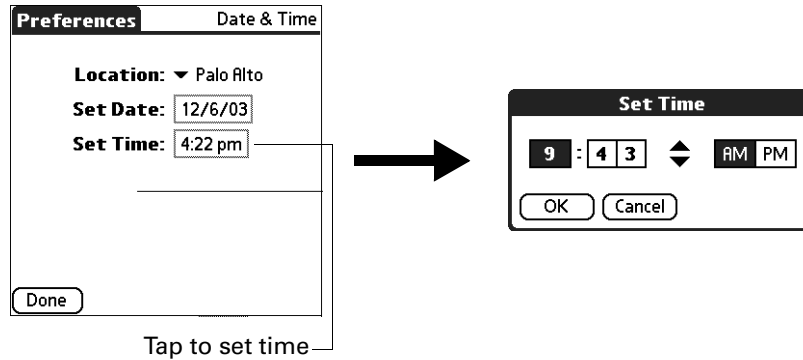 Preferences Date & Time
Location: Palo Alto
Set Date: 12/6/03
Set Time: 4:22 pm
Done
Tap to set time
Set Time
9 : 4 3 AM PM
OK Cancel